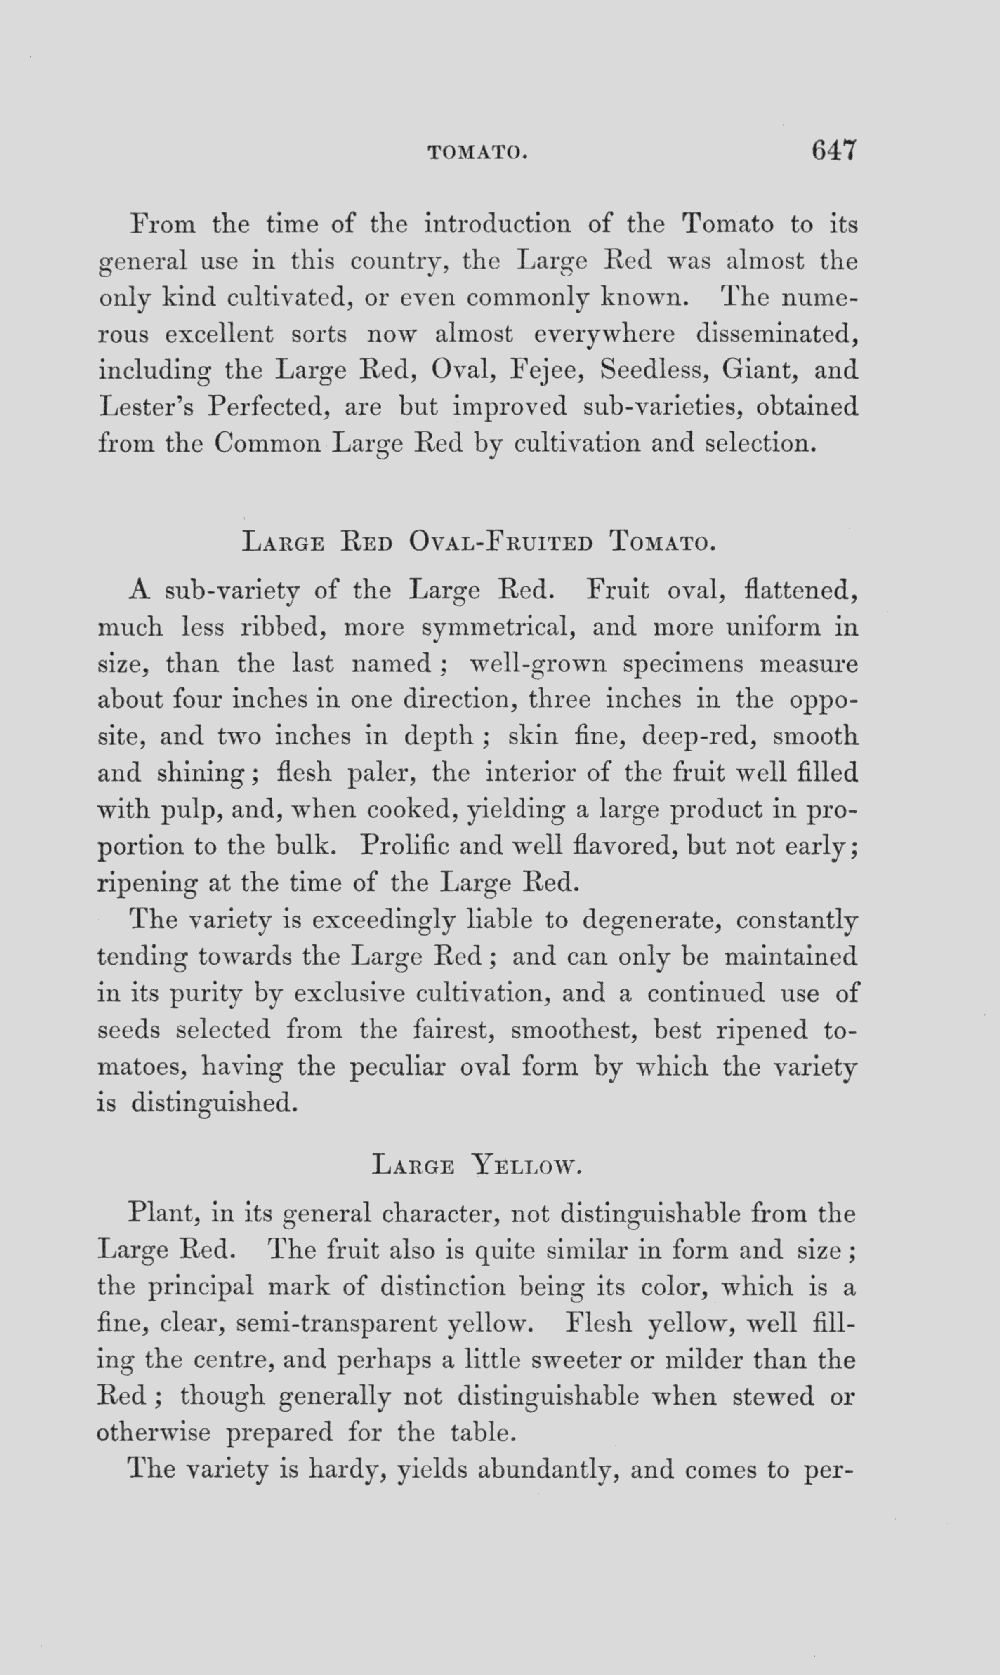 TOMATO. 647
From the time of the introduction of the Tomato to its
general use in this country, the Large Red was almost the
only kind cultivated, or even commonly known. The nume-
rous excellent sorts now almost everywhere disseminated,
including the Large Red, Oval, Fejee, Seedless, Giant, and
Lester's Perfected, are but improved sub-varieties, obtained
from the Common Large Red by cultivation and selection.
Large Red Oval-Fruited Tomato.
A sub-variety of the Large Red. Fruit oval, flattened,
much less ribbed, more symmetrical, and more uniform in
size, than the last named ; well-grown specimens measure
about four inches in one direction, three inches in the oppo-
site, and two inches in depth ; skin fine, deep-red, smooth
and shining ; flesh paler, the interior of the fruit well filled
with pulp, and, when cooked, yielding a large product in pro-
portion to the bulk. Prolific and well flavored, but not early ;
ripening at the time of the Large Red.
The variety is exceedingly liable to degenerate, constantly
tending towards the Large Red ; and can only be maintained
in its purity by exclusive cultivation, and a continued use of
seeds selected from the fairest, smoothest, best ripened to-
matoes, having the peculiar oval form by which the variety
is distinguished.
Large Yellow.
Plant, in its general character, not distinguishable from the
Large Red. The fruit also is quite similar in form and size ;
the principal mark of distinction being its color, which is a
fine, clear, semi-transparent yellow. Flesh yellow, well fill-
ing the centre, and perhaps a little sweeter or milder than the
Red ; though generally not distinguishable when stewed or
otherwise prepared for the table.
The variety is hardy, yields abundantly, and comes to per-